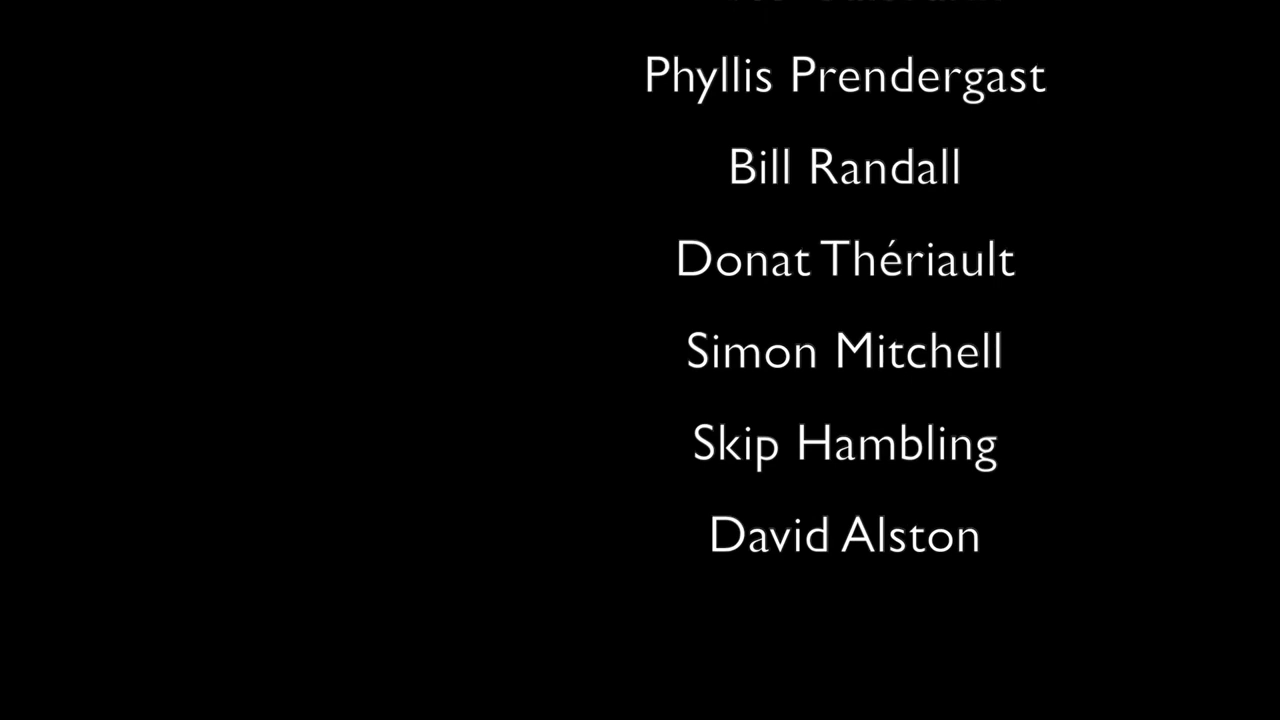 Phyllis Prendergast
Bill Randall
Donat Thériault
Simon Mitchell
Skip Hambling
David Alston